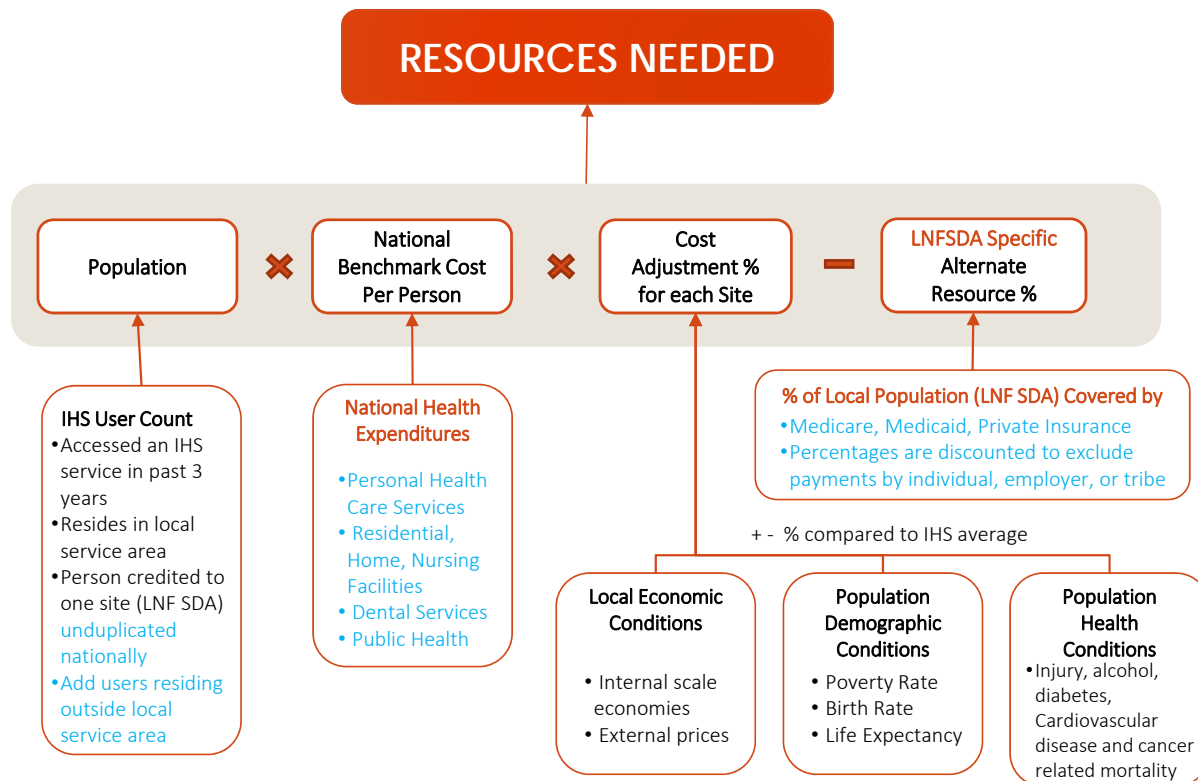 RESOURCES NEEDED
Population
National
Benchmark Cost
Per Person
Cost
Adjustment %
for each Site
LNFSDA Specific
Alternate
Resource %
IHS User Count
•Accessed an IHS
service in past 3
years
•Resides in local
service area
•Person credited to
one site (LNF SDA)
unduplicated
nationally
•Add users residing
outside local
service area
National Health
Expenditures
• Personal Health
Care Services
• Residential,
Home, Nursing
Facilities
• Dental Services
• Public Health
% of Local Population (LNF SDA) Covered by
• Medicare, Medicaid, Private Insurance
• Percentages are discounted to exclude
payments by individual, employer, or tribe
+ - % compared to IHS average
Local Economic
Conditions
• Internal scale
economies
• External prices
Population
Demographic
Conditions
• Poverty Rate
• Birth Rate
• Life Expectancy
Population
Health
Conditions
•Injury, alcohol,
diabetes,
Cardiovascular
disease and cancer
related mortality